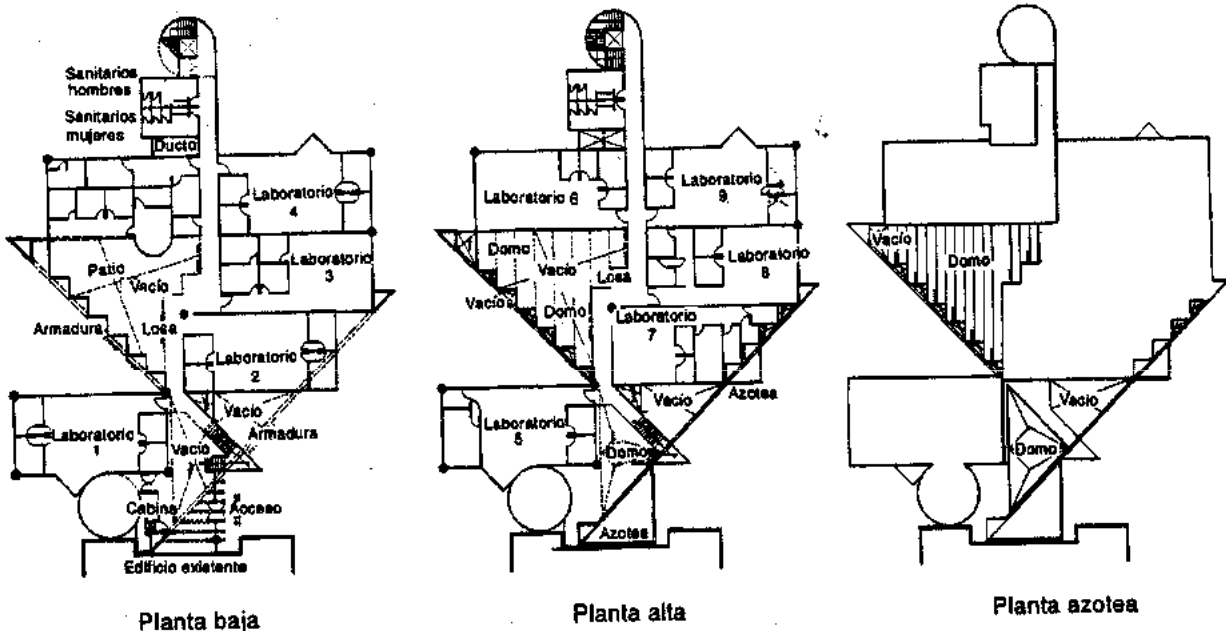 Sanitarios
hombres
Sanitarios
mujeres
Ducto
Laboratorio
4
Patio
Vacío
Laboratorio
3
Armadura
Losa
Laboratorio
2
Vacío
Armadura
Laboratorio
1
Vacío
Cabina
Acceso
Edificio existente
Planta baja
Laboratorio 6
Laboratorio
9
Domo
Vacío
Losa
Laboratorio
8
Vacíos
Domo
Laboratorio
7
Vacío
Azotea
Laboratorio
5
Domo
Azotea
Planta alta
Vacío
Domo
Vacío
Domo
Planta azotea